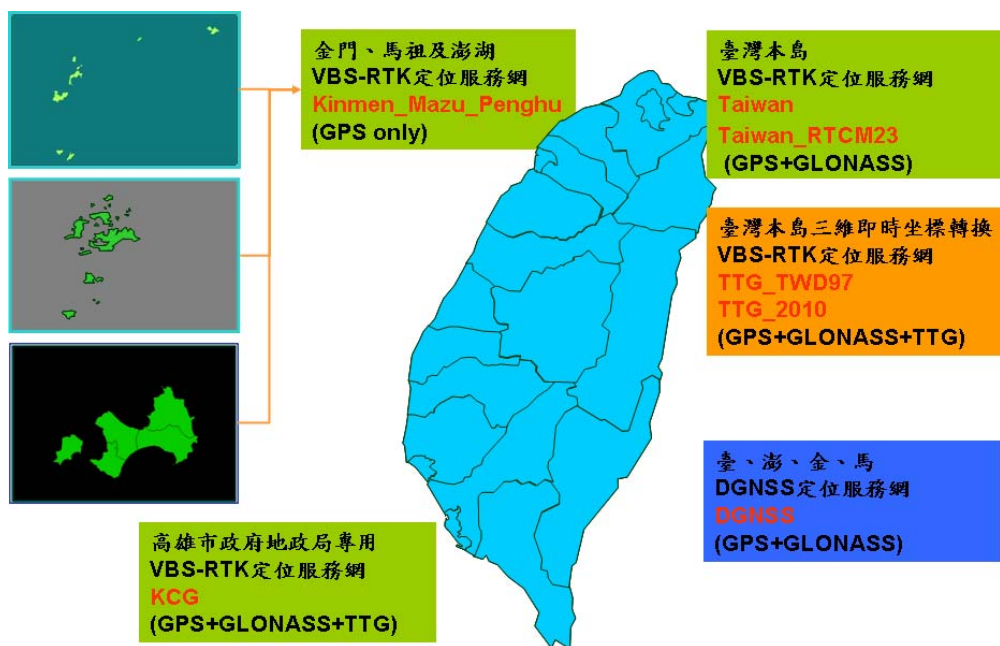 金門、馬祖及澎湖
VBS-RTK定位服務網
Kinmen_Mazu_Penghu
(GPS only)
臺灣本島
VBS-RTK定位服務網
Taiwan
Taiwan_RTCM23
(GPS+GLONASS)
臺灣本島三維即時坐標轉換
VBS-RTK定位服務網
TTG_TWD97
TTG_2010
(GPS+GLONASS+TTG)
臺、澎、金、馬
DGNSS定位服務網
DGNSS
(GPS+GLONASS)
高雄市政府地政局專用
VBS-RTK定位服務網
KCG
(GPS+GLONASS+TTG)